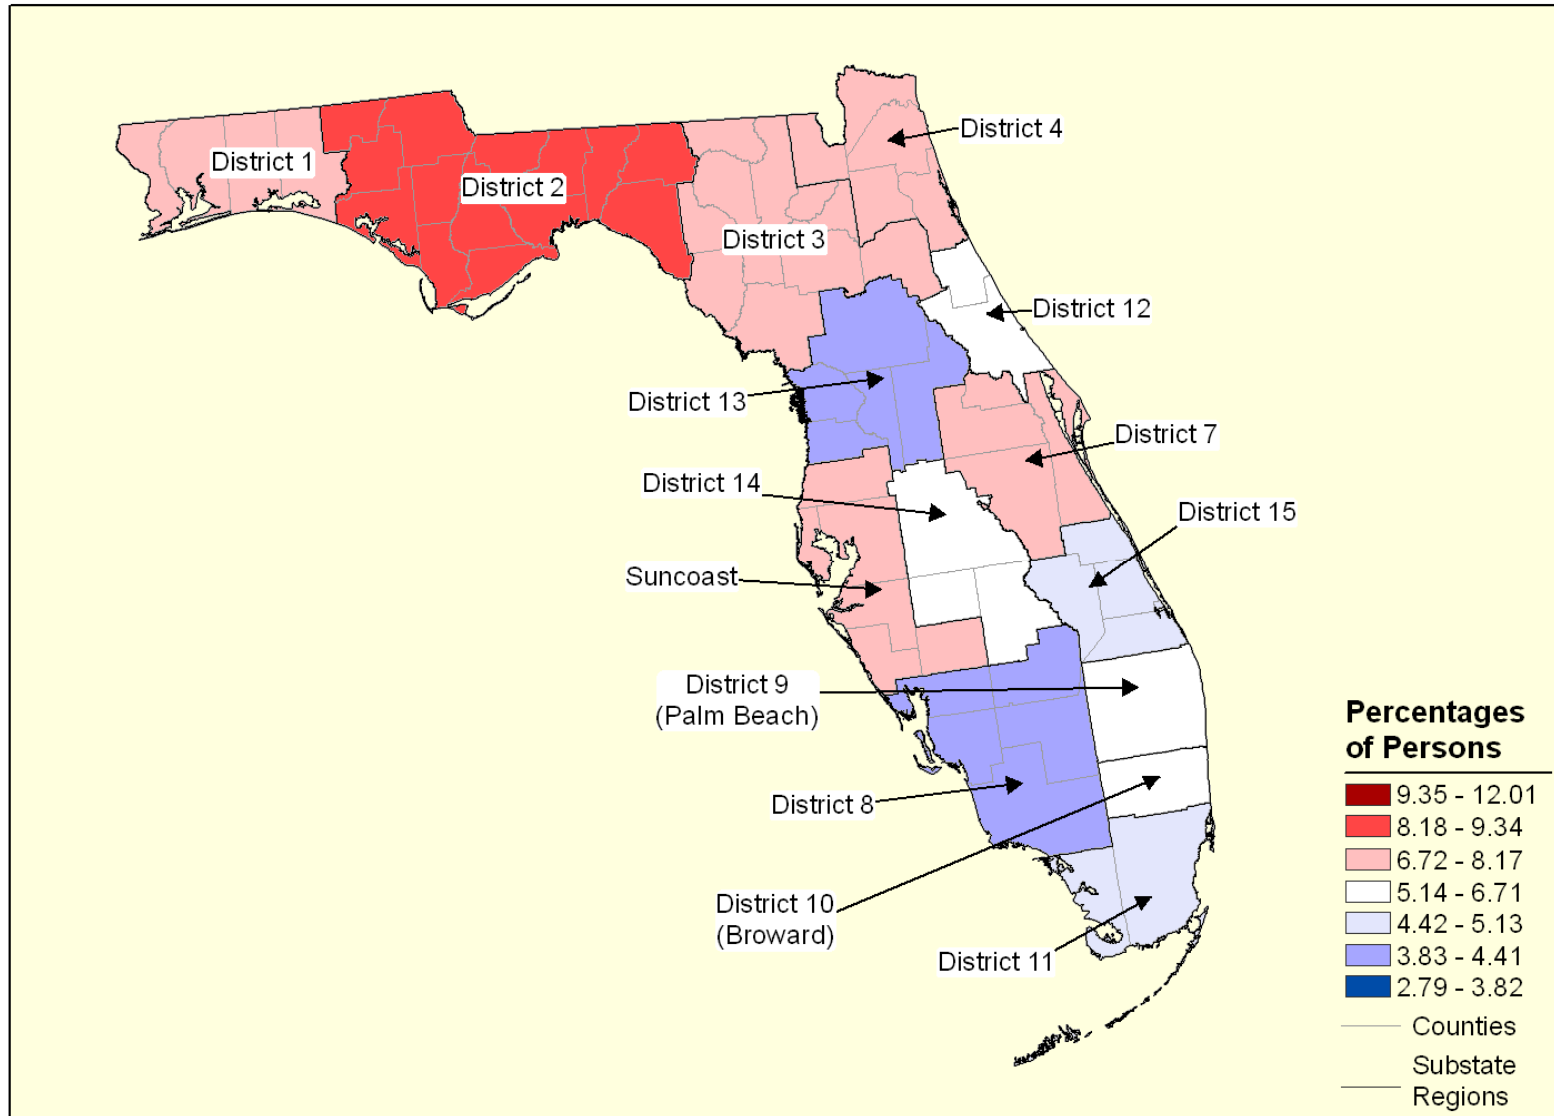 District 4
District 1
District 2
District 3
District 12
District 13
District 7
District 14
District 15
Suncoast
District 9
(Palm Beach)
District 8
District 10
(Broward)
District 11
Percentages
of Persons
9.35 - 12.01
8.18 - 9.34
6.72 - 8.17
5.14 - 6.71
4.42 - 5.13
3.83 - 4.41
2.79 - 3.82
Counties
Substate
Regions